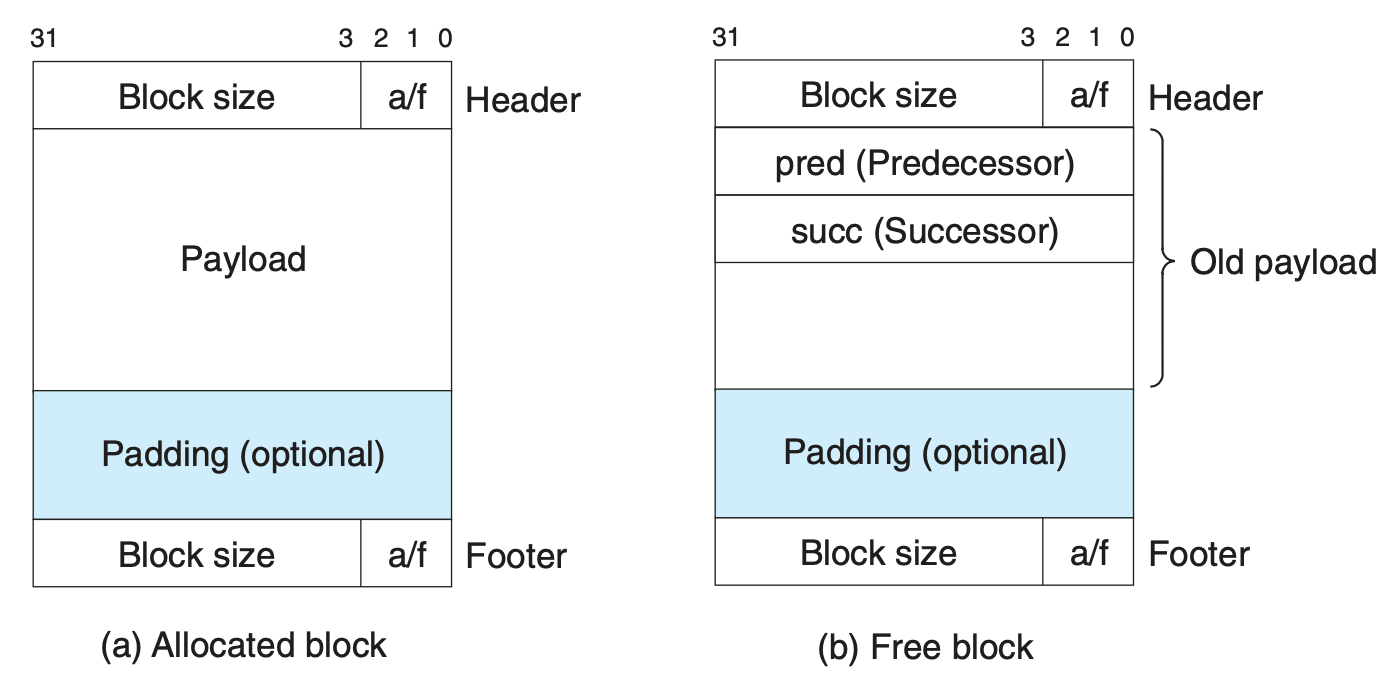 31 3 2 1 0
Block size a/f Header
Payload
Padding (optional)
Block size a/f Footer
(a) Allocated block
31 3 2 1 0
Block size a/f Header
pred (Predecessor)
succ (Successor)
Old payload
Padding (optional)
Block size a/f Footer
(b) Free block